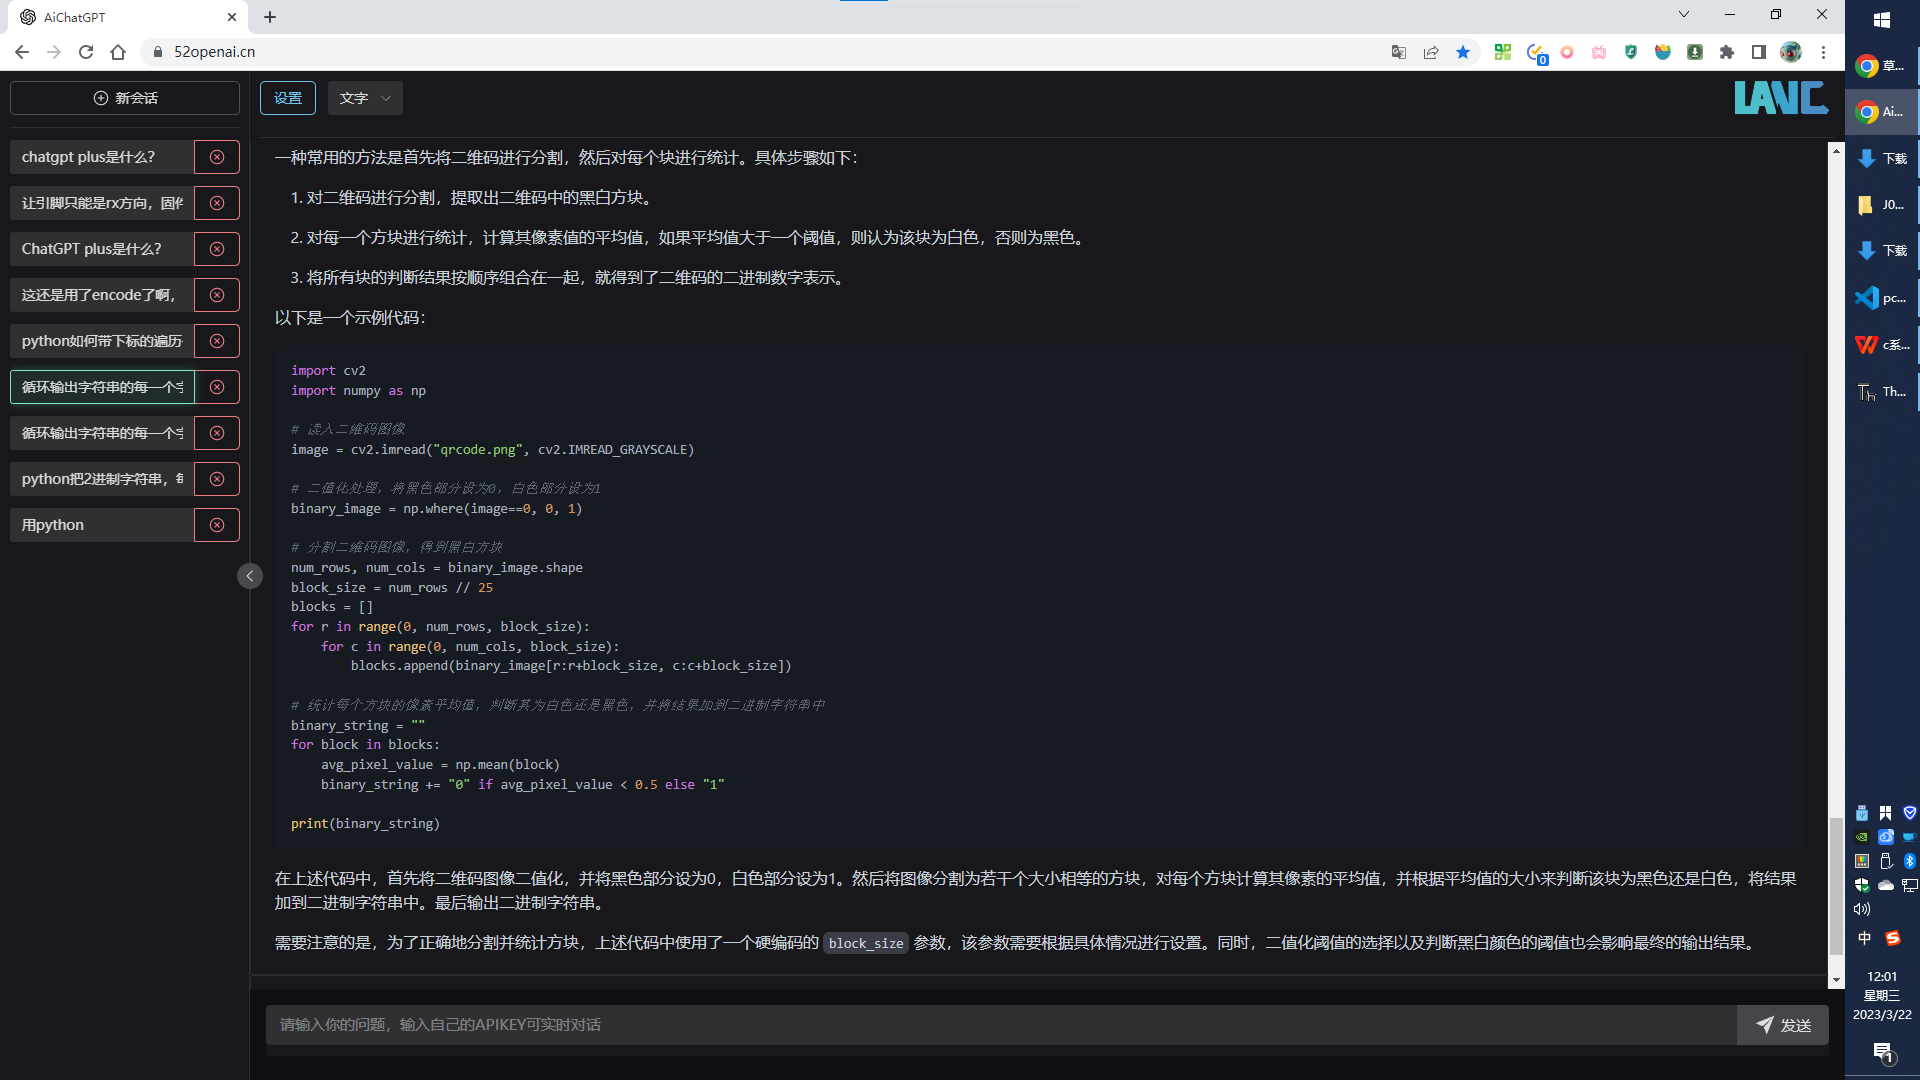 AiChatGPT
52openai.cn
新会话
设置
文字
LANC
chatgpt plus是什么？
让引脚只能是rx方向，固件
ChatGPT plus是什么？
这还是用了encode了啊，
python如何带下标的遍历
循环输出字符串的每一个字
循环输出字符串的每一个字
python把2进制字符串，每
用python
一种常用的方法是首先将二维码进行分割，然后对每个块进行统计。具体步骤如下：
1. 对二维码进行分割，提取出二维码中的黑白方块。
2. 对每一个方块进行统计，计算其像素值的平均值，如果平均值大于一个阈值，则认为该块为白色，否则为黑色。
3. 将所有块的判断结果按顺序组合在一起，就得到了二维码的二进制数字表示。
以下是一个示例代码：
import cv2
import numpy as np
# 读入二维码图像
image = cv2.imread("qrcode.png", cv2.IMREAD_GRAYSCALE)
# 二值化处理，将黑色部分设为0，白色部分设为1
binary_image = np.where(image==0, 0, 1)
# 分割二维码图像，得到黑白方块
num_rows, num_cols = binary_image.shape
block_size = num_rows // 25
blocks = []
for r in range(0, num_rows, block_size):
    for c in range(0, num_cols, block_size):
        blocks.append(binary_image[r:r+block_size, c:c+block_size])
# 统计每个方块的像素平均值，判断其为白色还是黑色，并将结果加到二进制字符串中
binary_string = ""
for block in blocks:
    avg_pixel_value = np.mean(block)
    binary_string += "0" if avg_pixel_value < 0.5 else "1"
print(binary_string)
在上述代码中，首先将二维码图像二值化，并将黑色部分设为0，白色部分设为1。然后将图像分割为若干个大小相等的方块，对每个方块计算其像素的平均值，并根据平均值的大小来判断该块为黑色还是白色，将结果
加到二进制字符串中。最后输出二进制字符串。
需要注意的是，为了正确地分割并统计方块，上述代码中使用了一个硬编码的 block_size 参数，该参数需要根据具体情况进行设置。同时，二值化阈值的选择以及判断黑白颜色的阈值也会影响最终的输出结果。
请输入你的问题，输入自己的APIKEY可实时对话
发送
草...
Ai...
下载
J0...
下载
pc...
c系...
Th...
中
12:01
星期三
2023/3/22
1